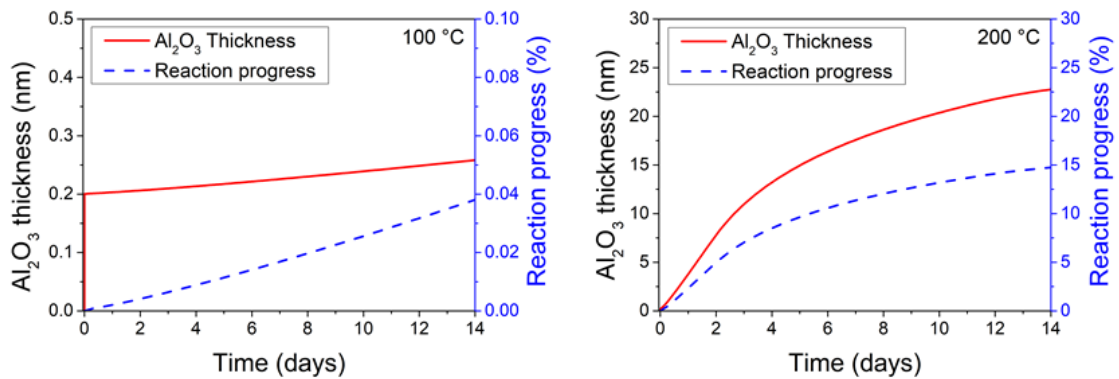 Al₂O₃ Thickness
Reaction progress
100 °C
Al₂O₃ thickness (nm)
0.5
0.4
0.3
0.2
0.1
0.0
Reaction progress (%)
0.10
0.08
0.06
0.04
0.02
0.00
0 2 4 6 8 10 12 14
Time (days)
Al₂O₃ Thickness
Reaction progress
200 °C
Al₂O₃ thickness (nm)
30
25
20
15
10
5
0
Reaction progress (%)
30
25
20
15
10
5
0
0 2 4 6 8 10 12 14
Time (days)